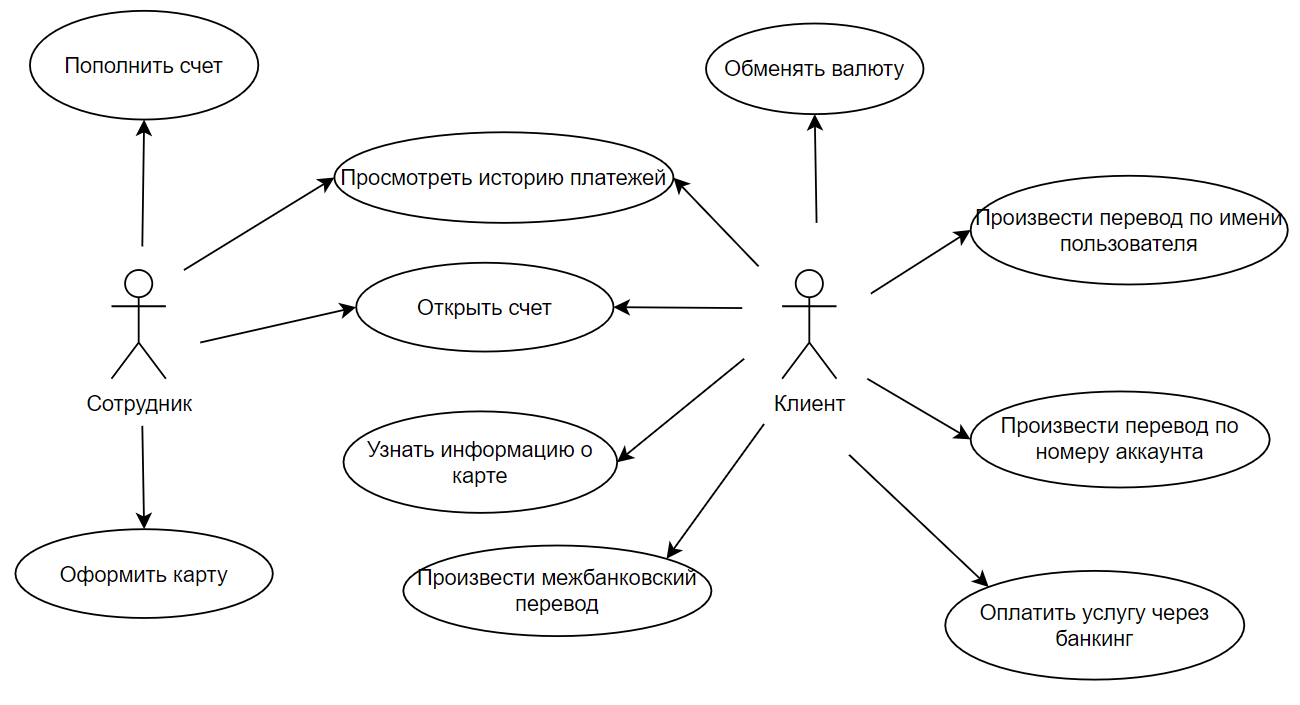 Пополнить счет
Обменять валюту
Просмотреть историю платежей
Произвести перевод по имени
пользователя
Открыть счет
Сотрудник
Клиент
Узнать информацию о
карте
Произвести перевод по
номеру аккаунта
Оформить карту
Произвести межбанковский
перевод
Оплатить услугу через
банкинг